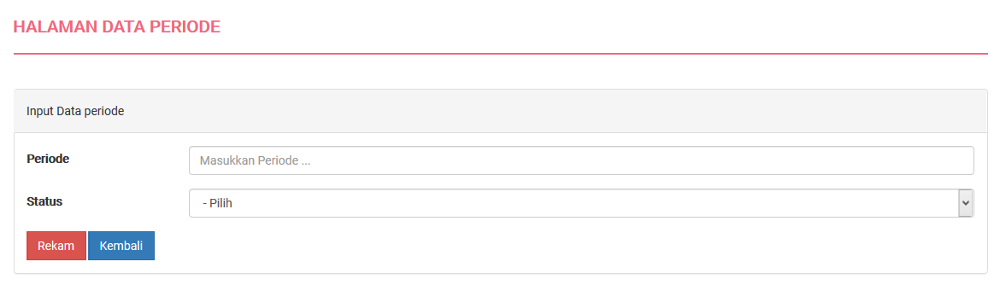 HALAMAN DATA PERIODE
Input Data periode
Periode
Masukkan Periode ...
Status
- Pilih
Rekam Kembali